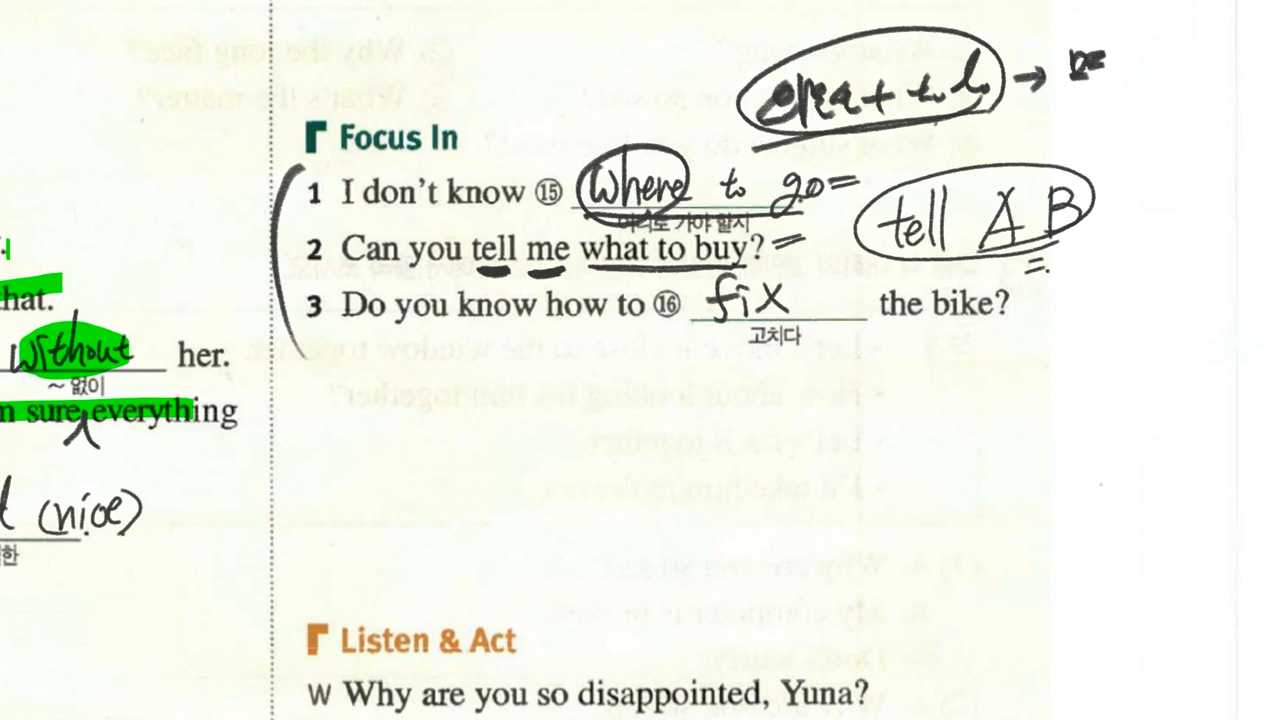 hat.
without her.
~ 없이
n sure everything
(nice)
한
Focus In
1 I don't know ⑮ where to go
어디로 가야 할지
2 Can you tell me what to buy?
tell A B
3 Do you know how to ⑯ fix the bike?
고치다
Listen & Act
W Why are you so disappointed, Yuna?